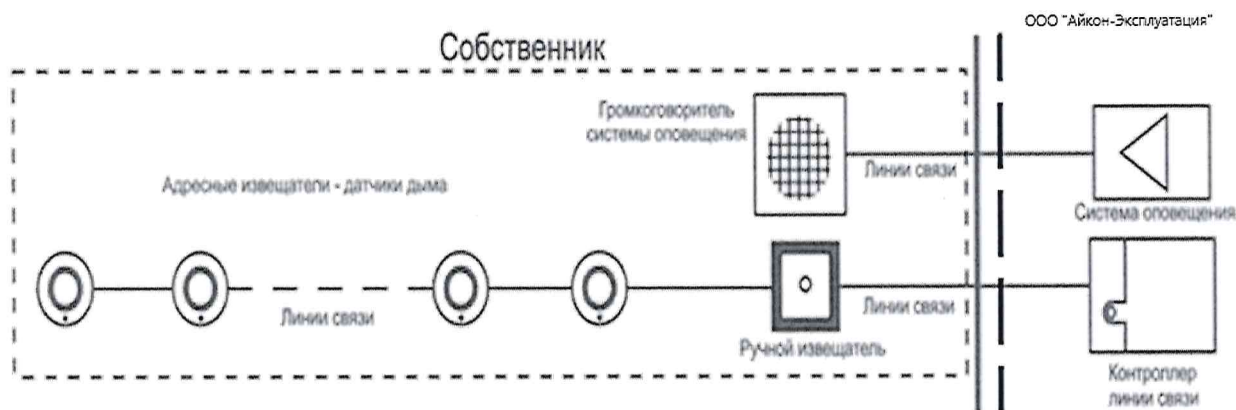 ООО "Айкон-Эксплуатация"
Собственник
Громкоговоритель
системы оповещения
Линии связи
Адресные извещатели - датчики дыма
Система оповещения
Линии связи
Линии связи
Ручной извещатель
Контроллер
линии связи